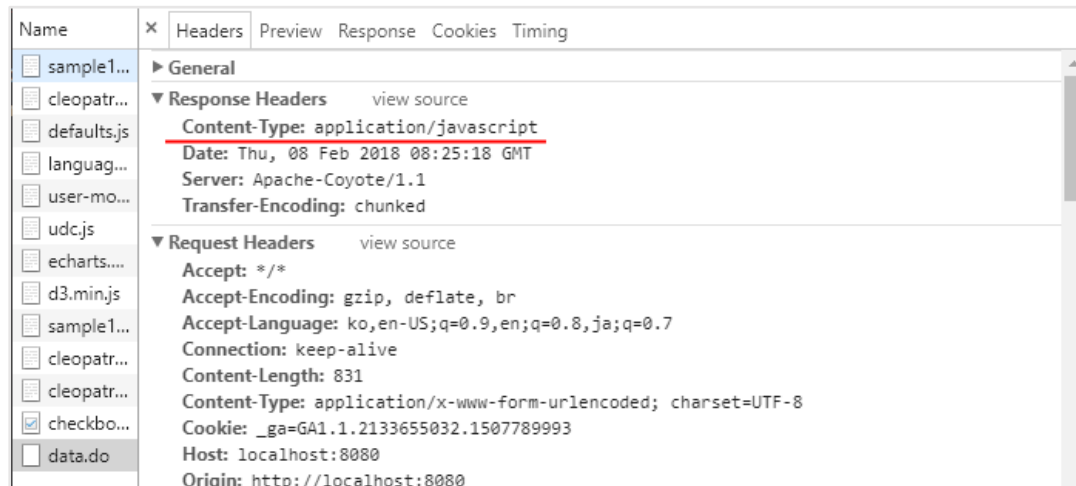 Name
sample1...
cleopatr...
defaults.js
languag...
user-mo...
udc.js
echarts....
d3.min.js
sample1...
cleopatr...
cleopatr...
checkbo...
data.do
× Headers Preview Response Cookies Timing
▶ General
▼ Response Headers view source
Content-Type: application/javascript
Date: Thu, 08 Feb 2018 08:25:18 GMT
Server: Apache-Coyote/1.1
Transfer-Encoding: chunked
▼ Request Headers view source
Accept: */*
Accept-Encoding: gzip, deflate, br
Accept-Language: ko,en-US;q=0.9,en;q=0.8,ja;q=0.7
Connection: keep-alive
Content-Length: 831
Content-Type: application/x-www-form-urlencoded; charset=UTF-8
Cookie: _ga=GA1.1.2133655032.1507789993
Host: localhost:8080
Origin: http://localhost:8080